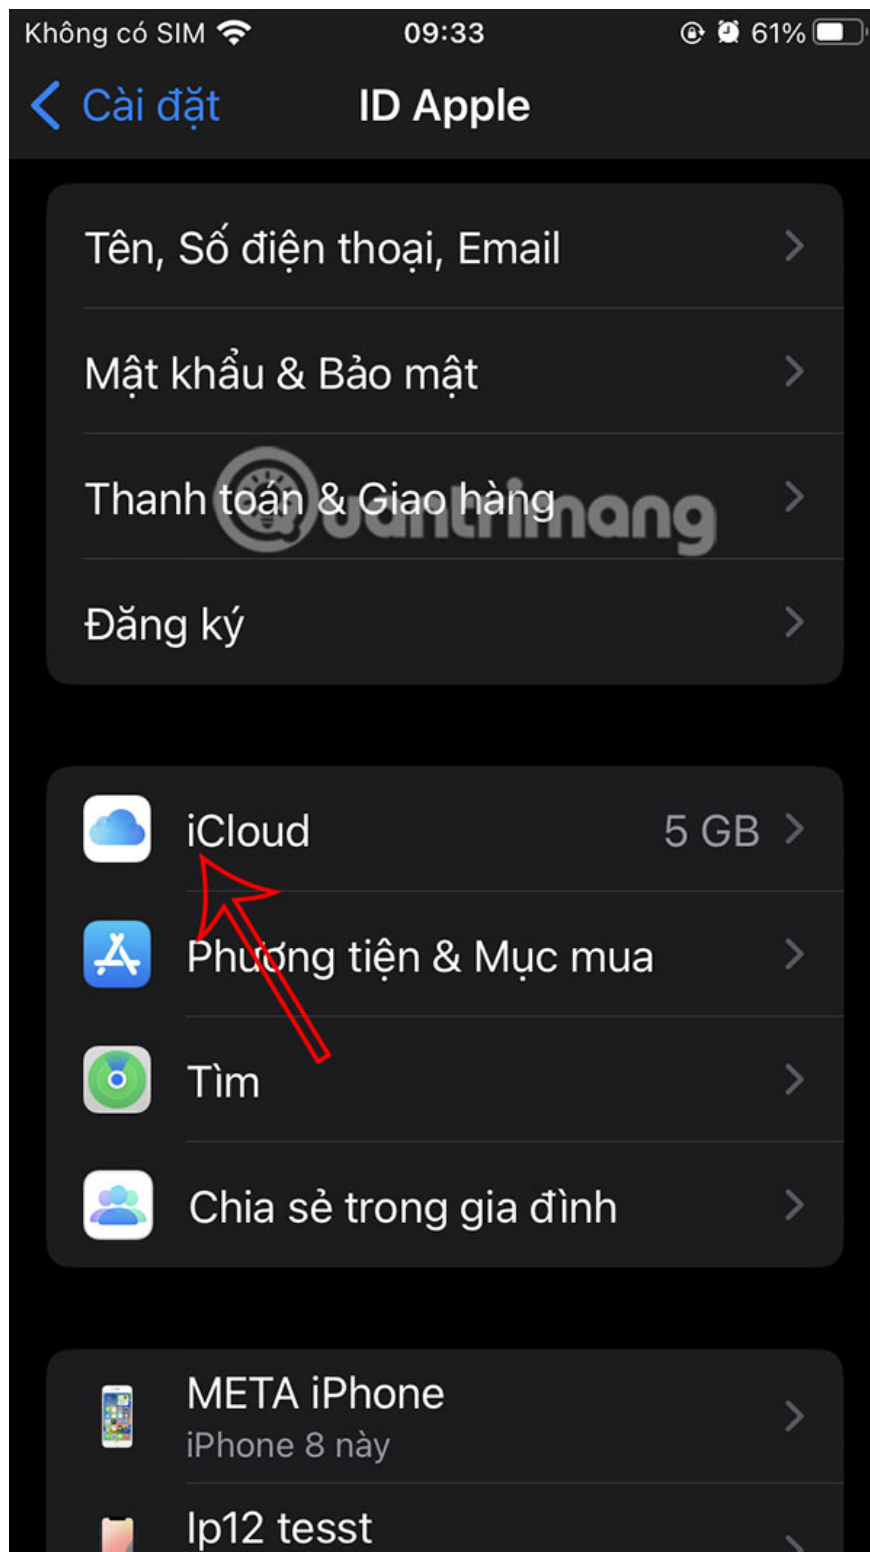 Không có SIM 09:33 61%
Cài đặt ID Apple
Tên, Số điện thoại, Email
Mật khẩu & Bảo mật
Thanh toán & Giao hàng
Quantrimang
Đăng ký
iCloud 5 GB
Phương tiện & Mục mua
Tìm
Chia sẻ trong gia đình
META iPhone
iPhone 8 này
Ip12 tesst